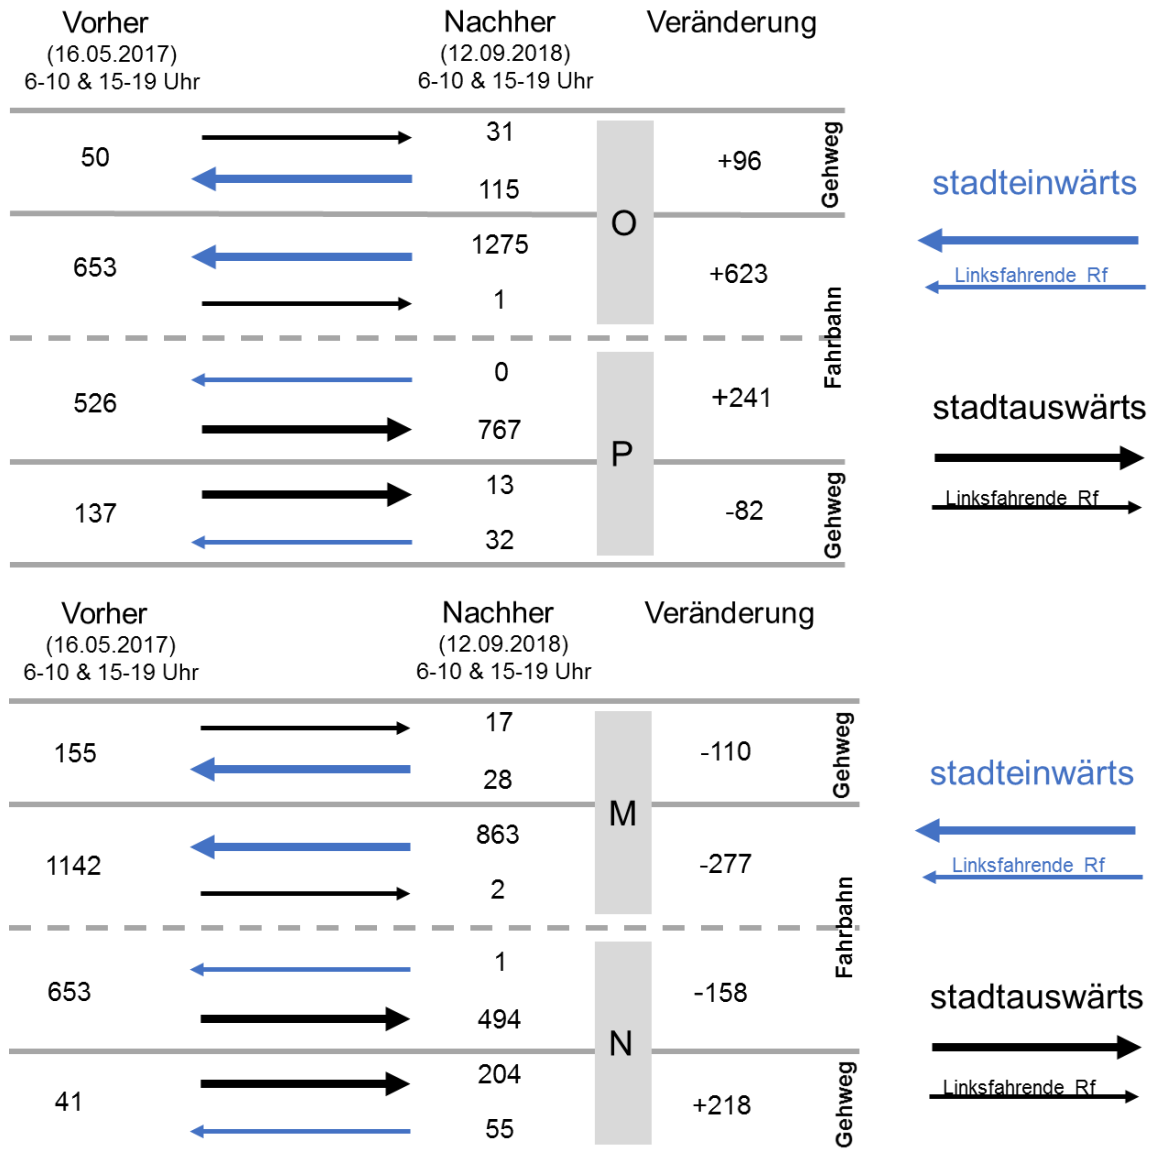 Vorher
(16.05.2017)
6-10 & 15-19 Uhr
Nachher
(12.09.2018)
6-10 & 15-19 Uhr
Veränderung
50
31
115
+96
Gehweg
O
653
1275
1
+623
Fahrbahn
526
0
767
+241
P
137
13
32
-82
Gehweg
stadteinwärts
Linksfahrende Rf
stadtauswärts
Linksfahrende Rf
Vorher
(16.05.2017)
6-10 & 15-19 Uhr
Nachher
(12.09.2018)
6-10 & 15-19 Uhr
Veränderung
155
17
28
-110
Gehweg
M
1142
863
2
-277
Fahrbahn
653
1
494
-158
N
41
204
55
+218
Gehweg
stadteinwärts
Linksfahrende Rf
stadtauswärts
Linksfahrende Rf